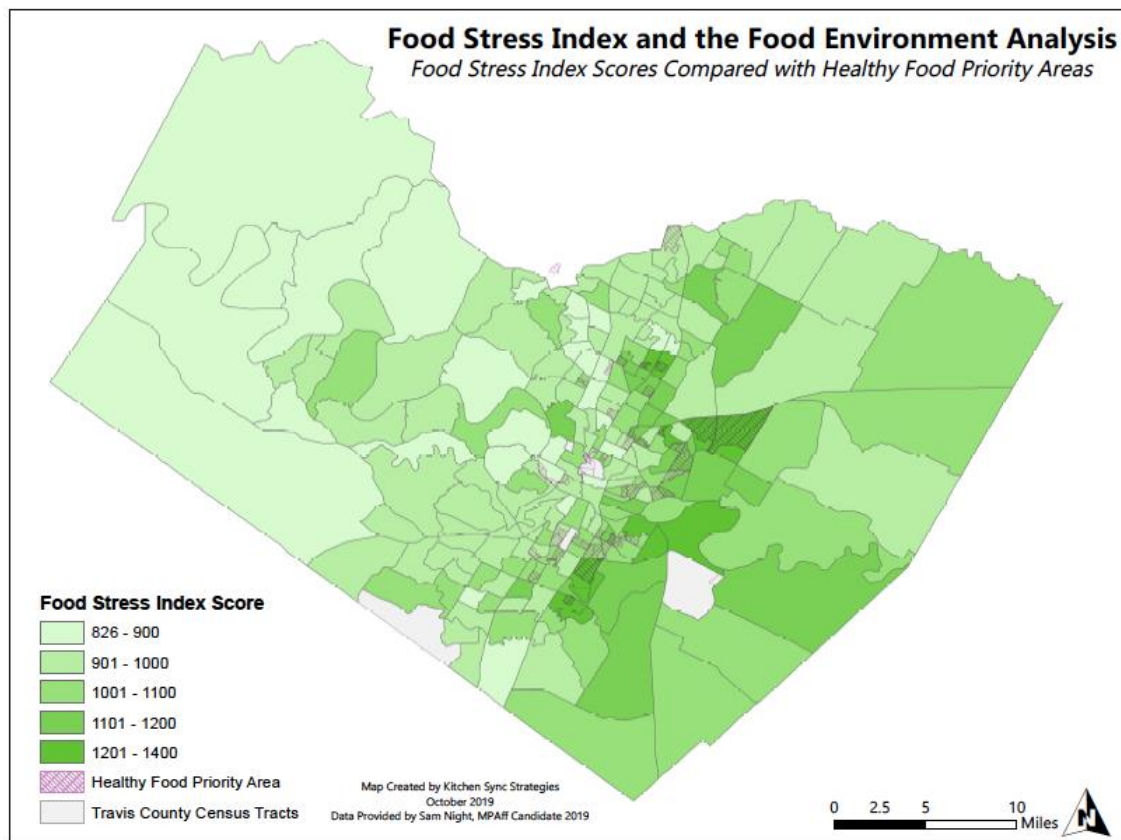 Food Stress Index and the Food Environment Analysis
Food Stress Index Scores Compared with Healthy Food Priority Areas
Food Stress Index Score
826 - 900
901 - 1000
1001 - 1100
1101 - 1200
1201 - 1400
Healthy Food Priority Area
Travis County Census Tracts
Map Created by Kitchen Sync Strategies
October 2019
Data Provided by Sam Night, MPAff Candidate 2019
0 2.5 5 10
Miles
N